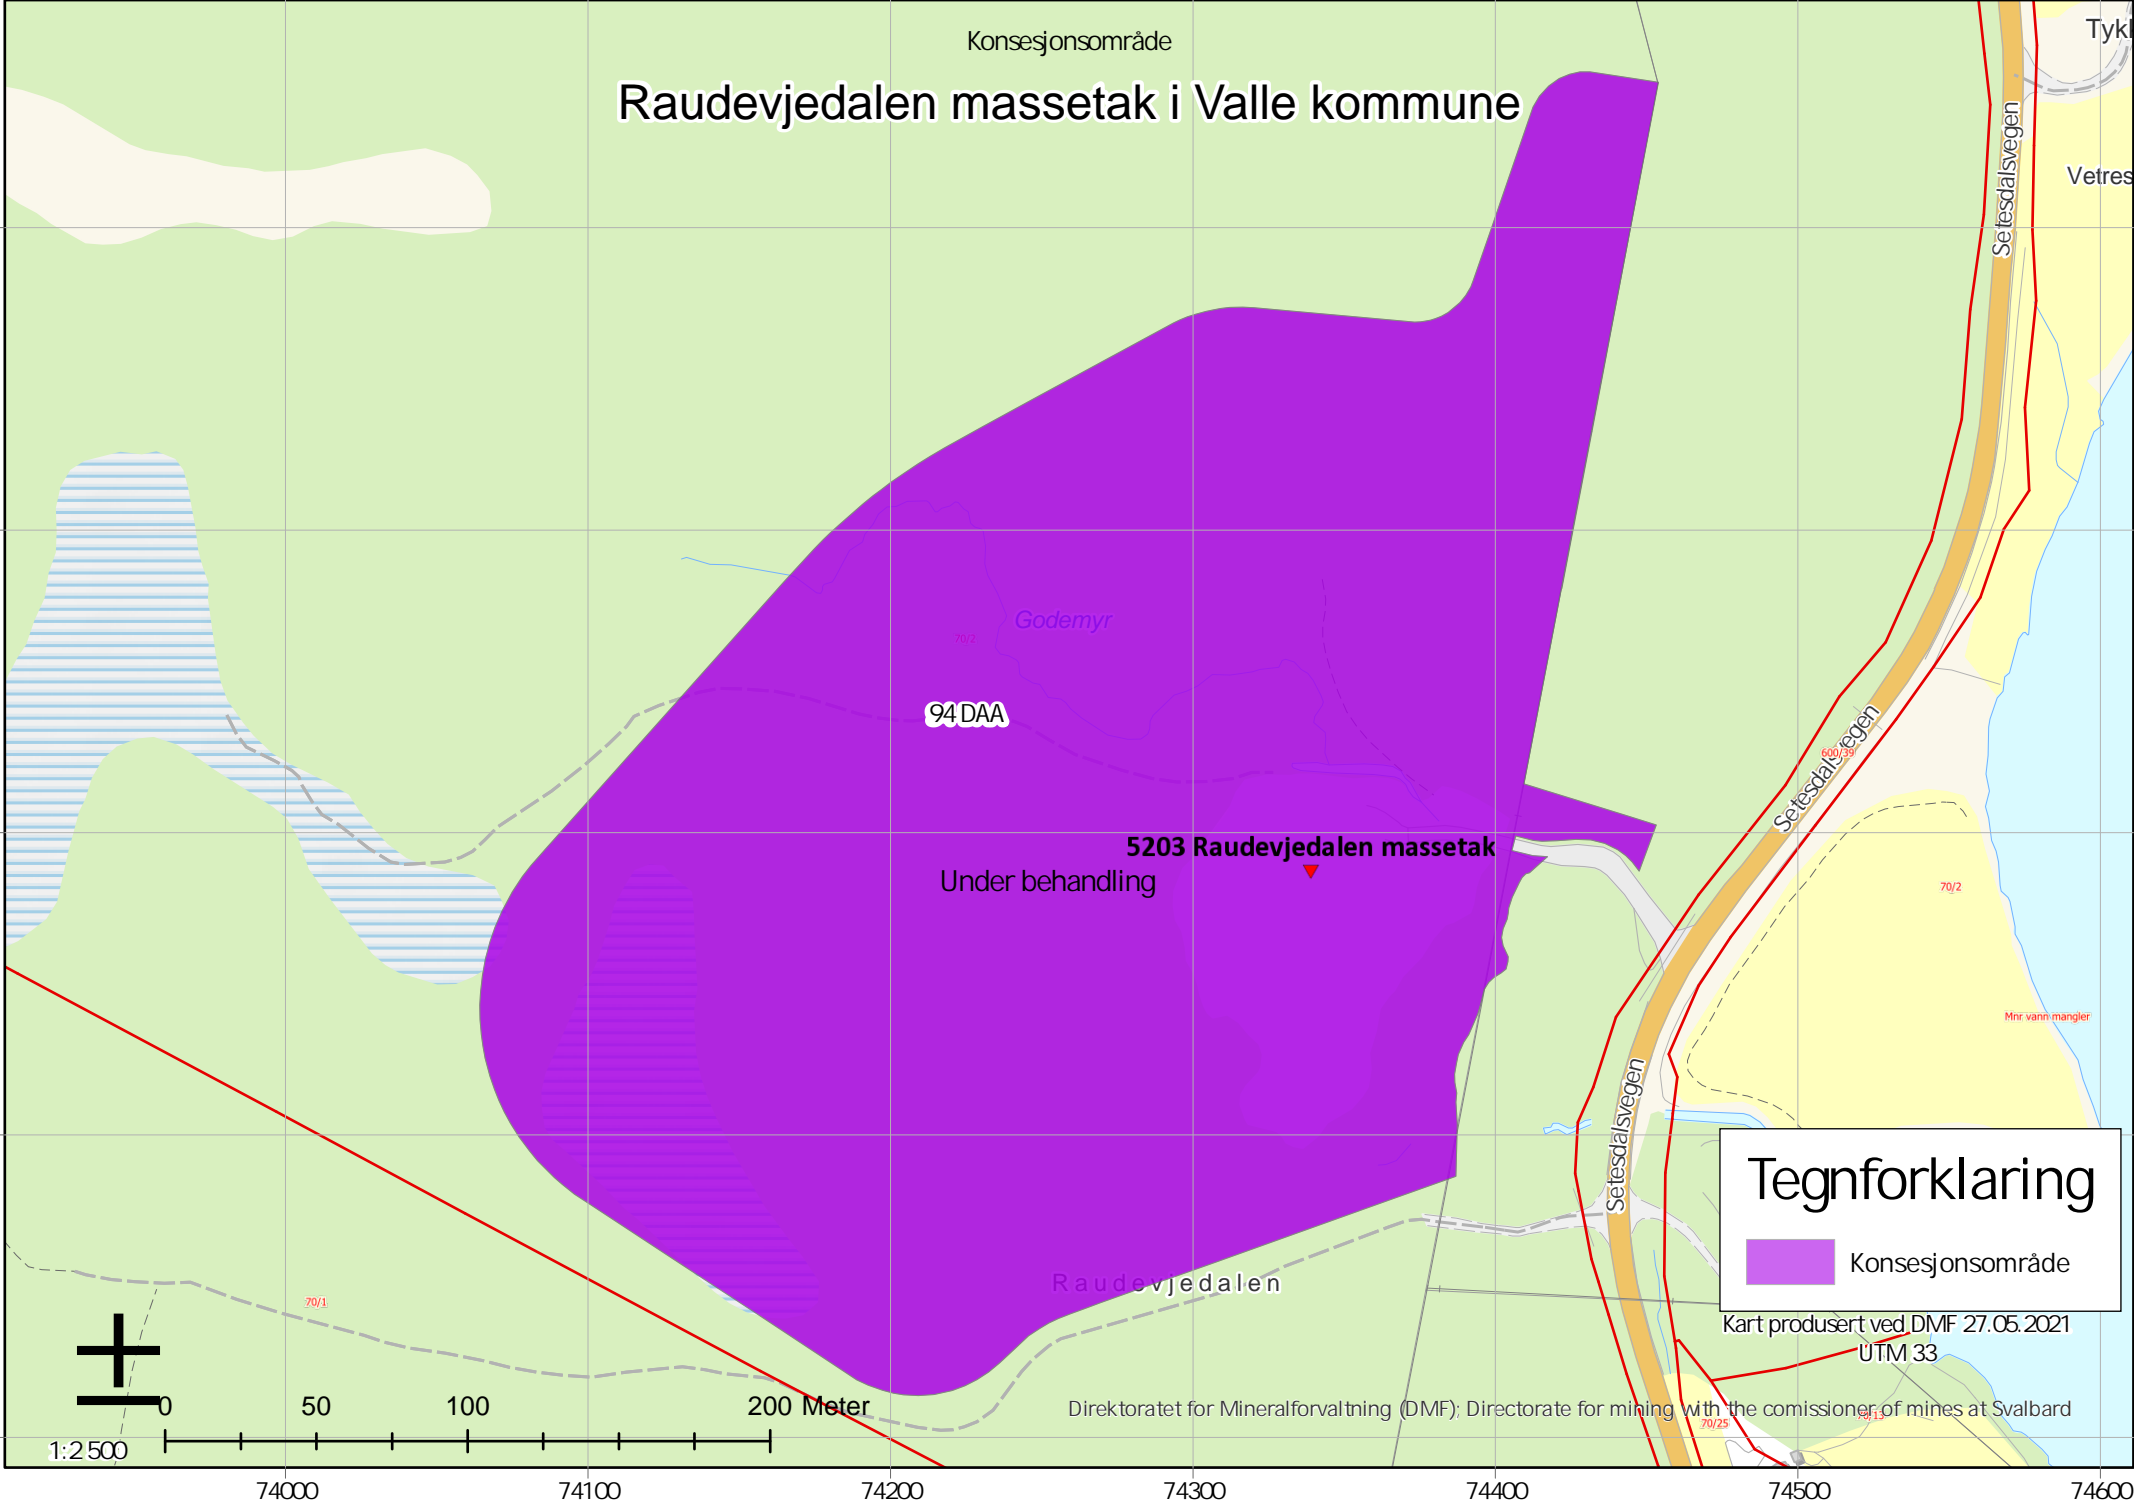 Konsesjonsområde
Raudevjedalen massetak i Valle kommune
Tykl
Setesdalsvegen
Vetres
Godemyr
70/2
94 DAA
Setesdalsvegen
600/39
5203 Raudevjedalen massetak
Under behandling
70/2
Mnr vann mangler
Setesdalsvegen
Tegnforklaring
Konsesjonsområde
Raudevjedalen
70/1
Kart produsert ved DMF 27.05.2021
UTM 33
0 50 100 200 Meter
1:2 500
Direktoratet for Mineralforvaltning (DMF); Directorate for mining with the comissioner of mines at Svalbard
70/25
70/13
74000 74100 74200 74300 74400 74500 74600